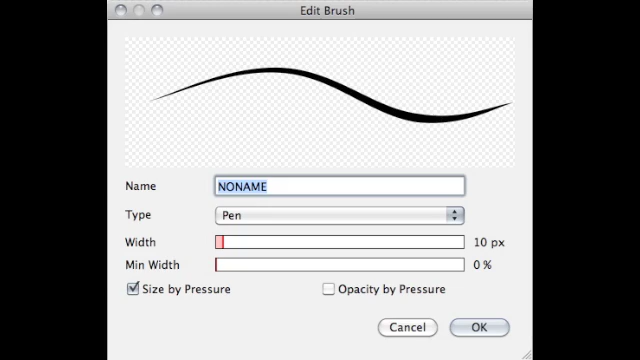 Edit Brush
Name NONAME
Type Pen
Width 10 px
Min Width 0 %
Size by Pressure Opacity by Pressure
Cancel OK